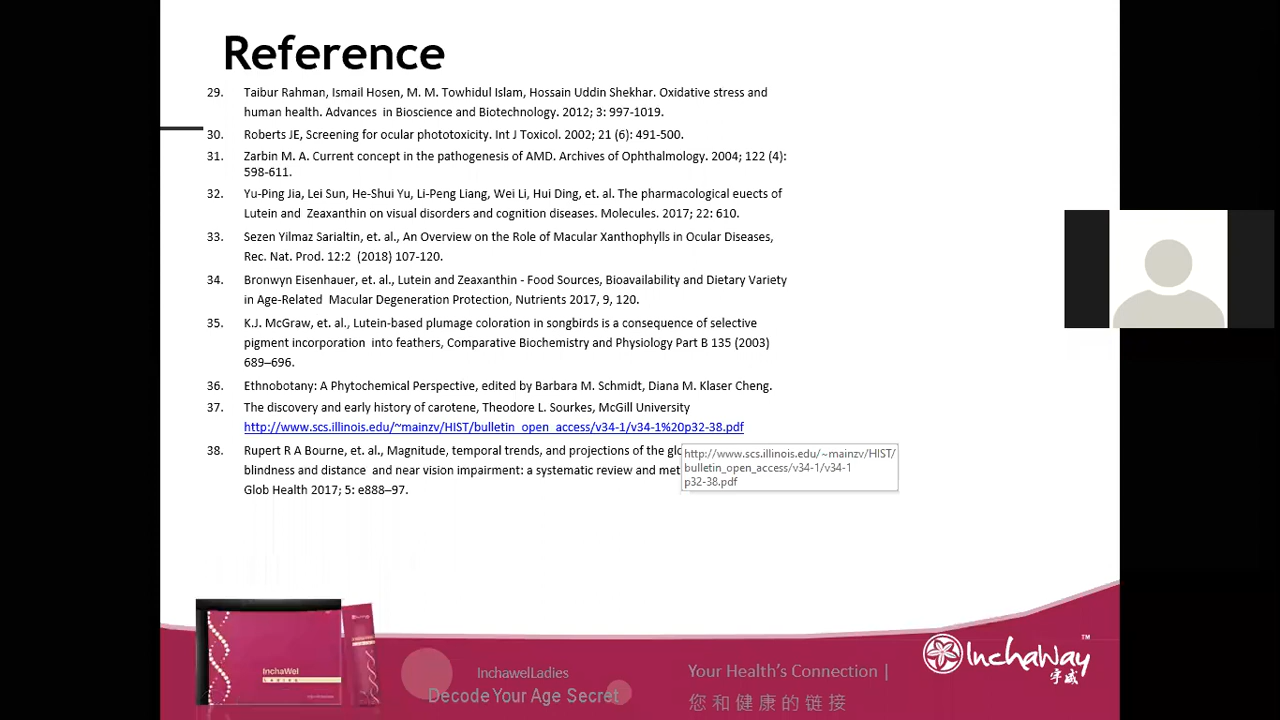 Reference
29. Taibur Rahman, Ismail Hosen, M. M. Towhidul Islam, Hossain Uddin Shekhar. Oxidative stress and
human health. Advances in Bioscience and Biotechnology. 2012; 3: 997-1019.
30. Roberts JE, Screening for ocular phototoxicity. Int J Toxicol. 2002; 21 (6): 491-500.
31. Zarbin M. A. Current concept in the pathogenesis of AMD. Archives of Ophthalmology. 2004; 122 (4):
598-611.
32. Yu-Ping Jia, Lei Sun, He-Shui Yu, Li-Peng Liang, Wei Li, Hui Ding, et. al. The pharmacological euects of
Lutein and Zeaxanthin on visual disorders and cognition diseases. Molecules. 2017; 22: 610.
33. Sezen Yilmaz Sarialtin, et. al., An Overview on the Role of Macular Xanthophylls in Ocular Diseases,
Rec. Nat. Prod. 12:2 (2018) 107-120.
34. Bronwyn Eisenhauer, et. al., Lutein and Zeaxanthin - Food Sources, Bioavailability and Dietary Variety
in Age-Related Macular Degeneration Protection, Nutrients 2017, 9, 120.
35. K.J. McGraw, et. al., Lutein-based plumage coloration in songbirds is a consequence of selective
pigment incorporation into feathers, Comparative Biochemistry and Physiology Part B 135 (2003)
689–696.
36. Ethnobotany: A Phytochemical Perspective, edited by Barbara M. Schmidt, Diana M. Klaser Cheng.
37. The discovery and early history of carotene, Theodore L. Sourkes, McGill University
http://www.scs.illinois.edu/~mainzv/HIST/bulletin_open_access/v34-1/v34-1%20p32-38.pdf
38. Rupert R A Bourne, et. al., Magnitude, temporal trends, and projections of the
blindness and distance and near vision impairment: a systematic review and
Glob Health 2017; 5: e888–97.
http://www.scs.illinois.edu/~mainzv/HIST/
bulletin_open_access/v34-1/v34-1
p32-38.pdf
InchaWel
LADIES
InchawelLadies
Decode Your Age Secret
Your Health's Connection |
您和健康的链接
InchaWay™
宇威